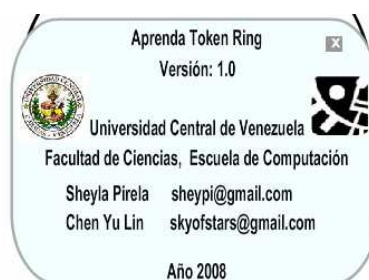 Aprenda Token Ring
X
Versión: 1.0
Universidad Central de Venezuela
Facultad de Ciencias, Escuela de Computación
Sheyla Pirela sheypi@gmail.com
Chen Yu Lin skyofstars@gmail.com
Año 2008